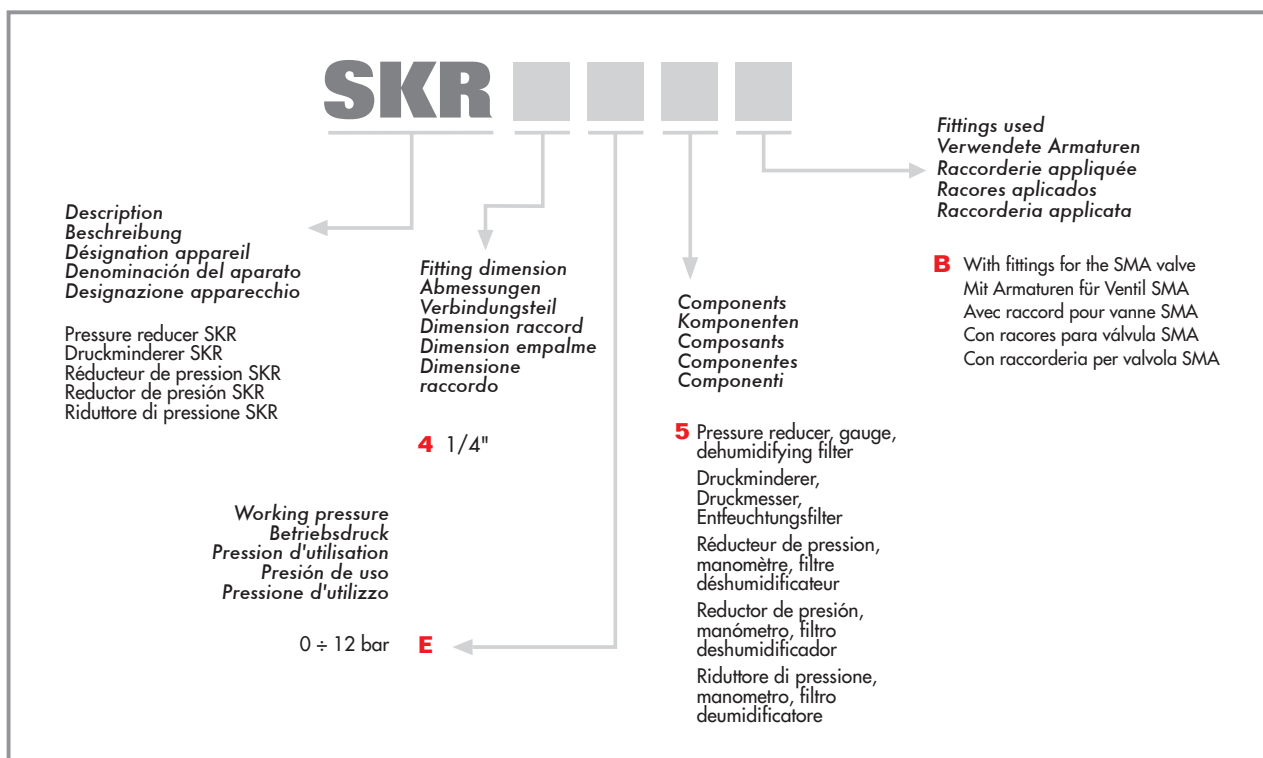 SKR
Description
Beschreibung
Désignation appareil
Denominación del aparato
Designazione apparecchio
Pressure reducer SKR
Druckminderer SKR
Réducteur de pression SKR
Reductor de presión SKR
Riduttore di pressione SKR
Fitting dimension
Abmessungen
Verbindungsteil
Dimension raccord
Dimension empalme
Dimensione
raccordo
4 1/4"
Working pressure
Betriebsdruck
Pression d'utilisation
Presión de uso
Pressione d'utilizzo
0 ÷ 12 bar E
Components
Komponenten
Composants
Componentes
Componenti
5 Pressure reducer, gauge,
dehumidifying filter
Druckminderer,
Druckmesser,
Entfeuchtungsfilter
Réducteur de pression,
manomètre, filtre
déshumidificateur
Reductor de presión,
manómetro, filtro
deshumidificador
Riduttore di pressione,
manometro, filtro
deumidificatore
Fittings used
Verwendete Armaturen
Raccorderie appliquée
Racores aplicados
Raccorderia applicata
B With fittings for the SMA valve
Mit Armaturen für Ventil SMA
Avec raccord pour vanne SMA
Con racores para válvula SMA
Con raccorderia per valvola SMA